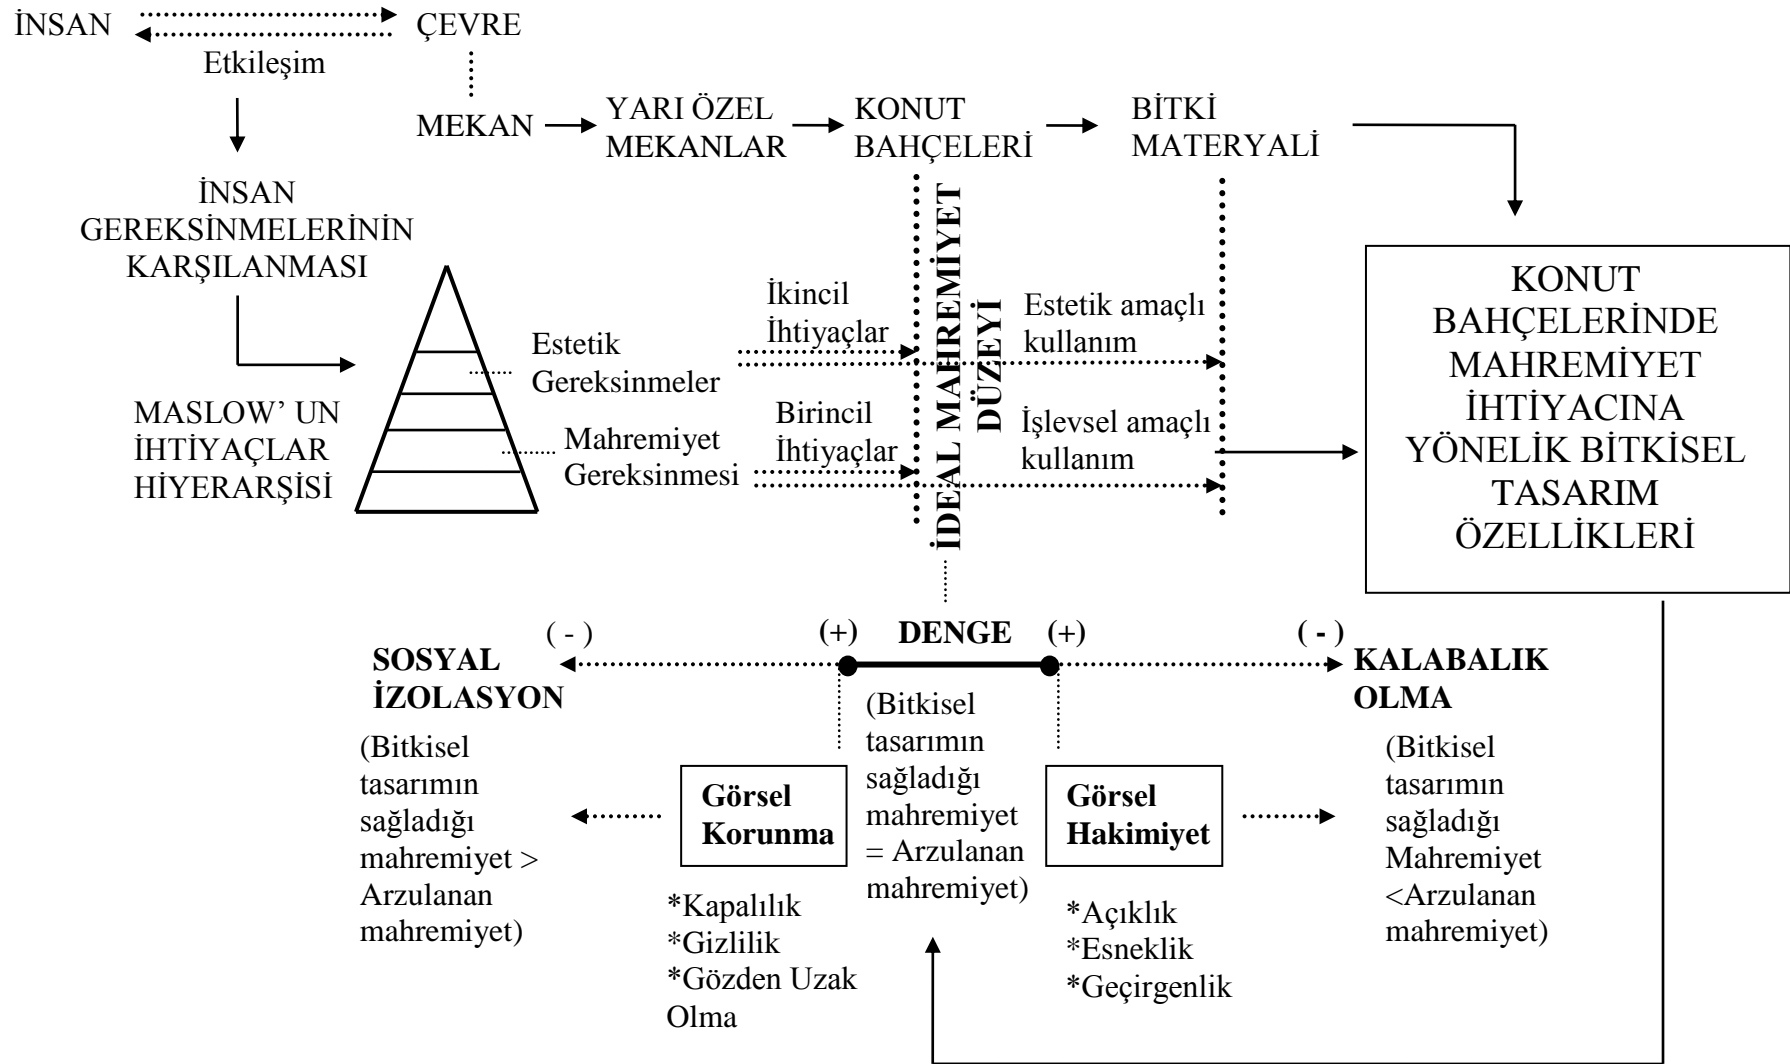 İNSAN
ÇEVRE
Etkileşim
MEKAN
YARI ÖZEL
MEKANLAR
KONUT
BAHÇELERİ
BİTKİ
MATERYALİ
İNSAN
GEREKSİNMELERİNİN
KARŞILANMASI
MASLOW’ UN
İHTİYAÇLAR
HİYERARŞİSİ
Estetik
Gereksinmeler
Mahremiyet
Gereksinmesi
İkincil
İhtiyaçlar
Birincil
İhtiyaçlar
İDEAL MAHREMİYET
DÜZEYİ
Estetik amaçlı
kullanım
İşlevsel amaçlı
kullanım
KONUT
BAHÇELERİNDE
MAHREMİYET
İHTİYACINA
YÖNELİK BİTKİSEL
TASARIM
ÖZELLİKLERİ
( - )
(+)
DENGE
(+)
( - )
SOSYAL
İZOLASYON
(Bitkisel
tasarımın
sağladığı
mahremiyet >
Arzulanan
mahremiyet)
Görsel
Korunma
*Kapalılık
*Gizlilik
*Gözden Uzak
Olma
(Bitkisel
tasarımın
sağladığı
mahremiyet
= Arzulanan
mahremiyet)
Görsel
Hakimiyet
*Açıklık
*Esneklik
*Geçirgenlik
KALABALIK
OLMA
(Bitkisel
tasarımın
sağladığı
Mahremiyet
<Arzulanan
mahremiyet)